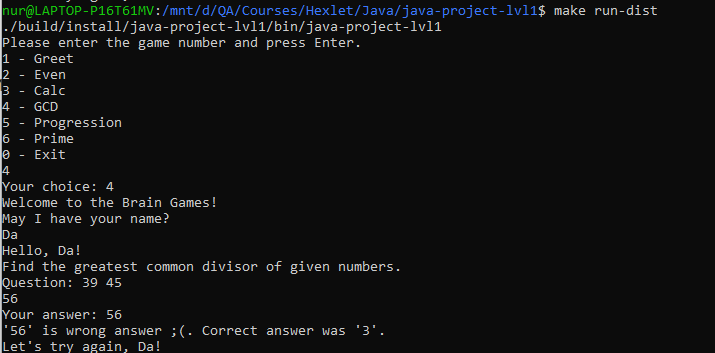 nur@LAPTOP-P16T61MV:/mnt/d/QA/Courses/Hexlet/Java/java-project-lvl1$ make run-dist
./build/install/java-project-lvl1/bin/java-project-lvl1
Please enter the game number and press Enter.
1 - Greet
2 - Even
3 - Calc
4 - GCD
5 - Progression
6 - Prime
0 - Exit
4
Your choice: 4
Welcome to the Brain Games!
May I have your name?
Da
Hello, Da!
Find the greatest common divisor of given numbers.
Question: 39 45
56
Your answer: 56
'56' is wrong answer ;(. Correct answer was '3'.
Let's try again, Da!